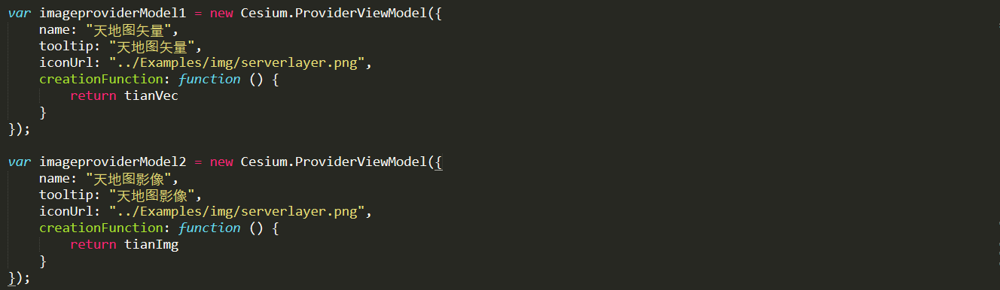 var imageproviderModel1 = new Cesium.ProviderViewModel({
    name: "天地图矢量",
    tooltip: "天地图矢量",
    iconUrl: "../Examples/img/serverlayer.png",
    creationFunction: function () {
        return tianVec
    }
});

var imageproviderModel2 = new Cesium.ProviderViewModel({
    name: "天地图影像",
    tooltip: "天地图影像",
    iconUrl: "../Examples/img/serverlayer.png",
    creationFunction: function () {
        return tianImg
    }
});